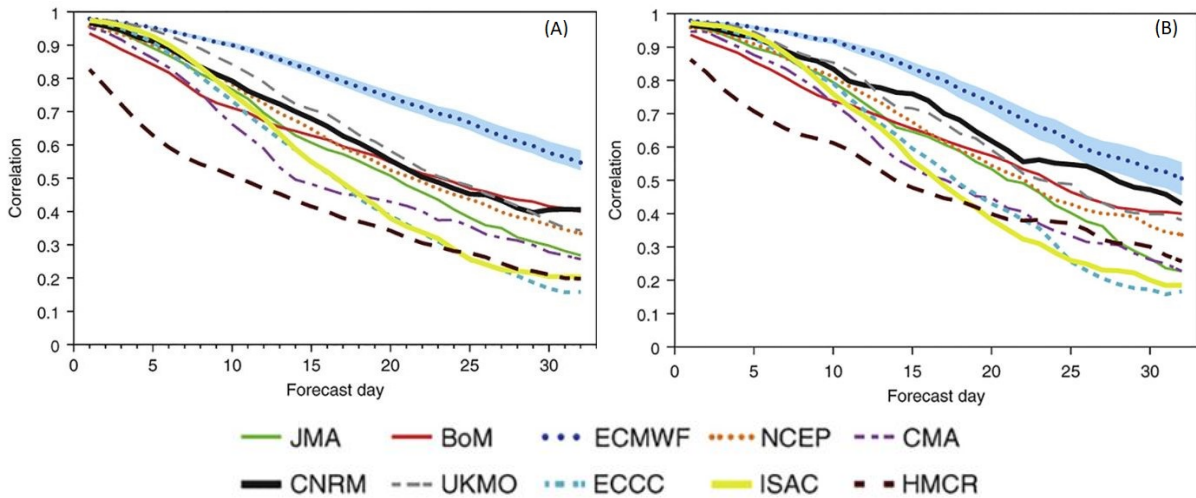 (A)
Correlation
1
0.9
0.8
0.7
0.6
0.5
0.4
0.3
0.2
0.1
0
0 5 10 15 20 25 30
Forecast day
(B)
Correlation
1
0.9
0.8
0.7
0.6
0.5
0.4
0.3
0.2
0.1
0
0 5 10 15 20 25 30
Forecast day
JMA BoM ECMWF NCEP CMA
CNRM UKMO ECCC ISAC HMCR